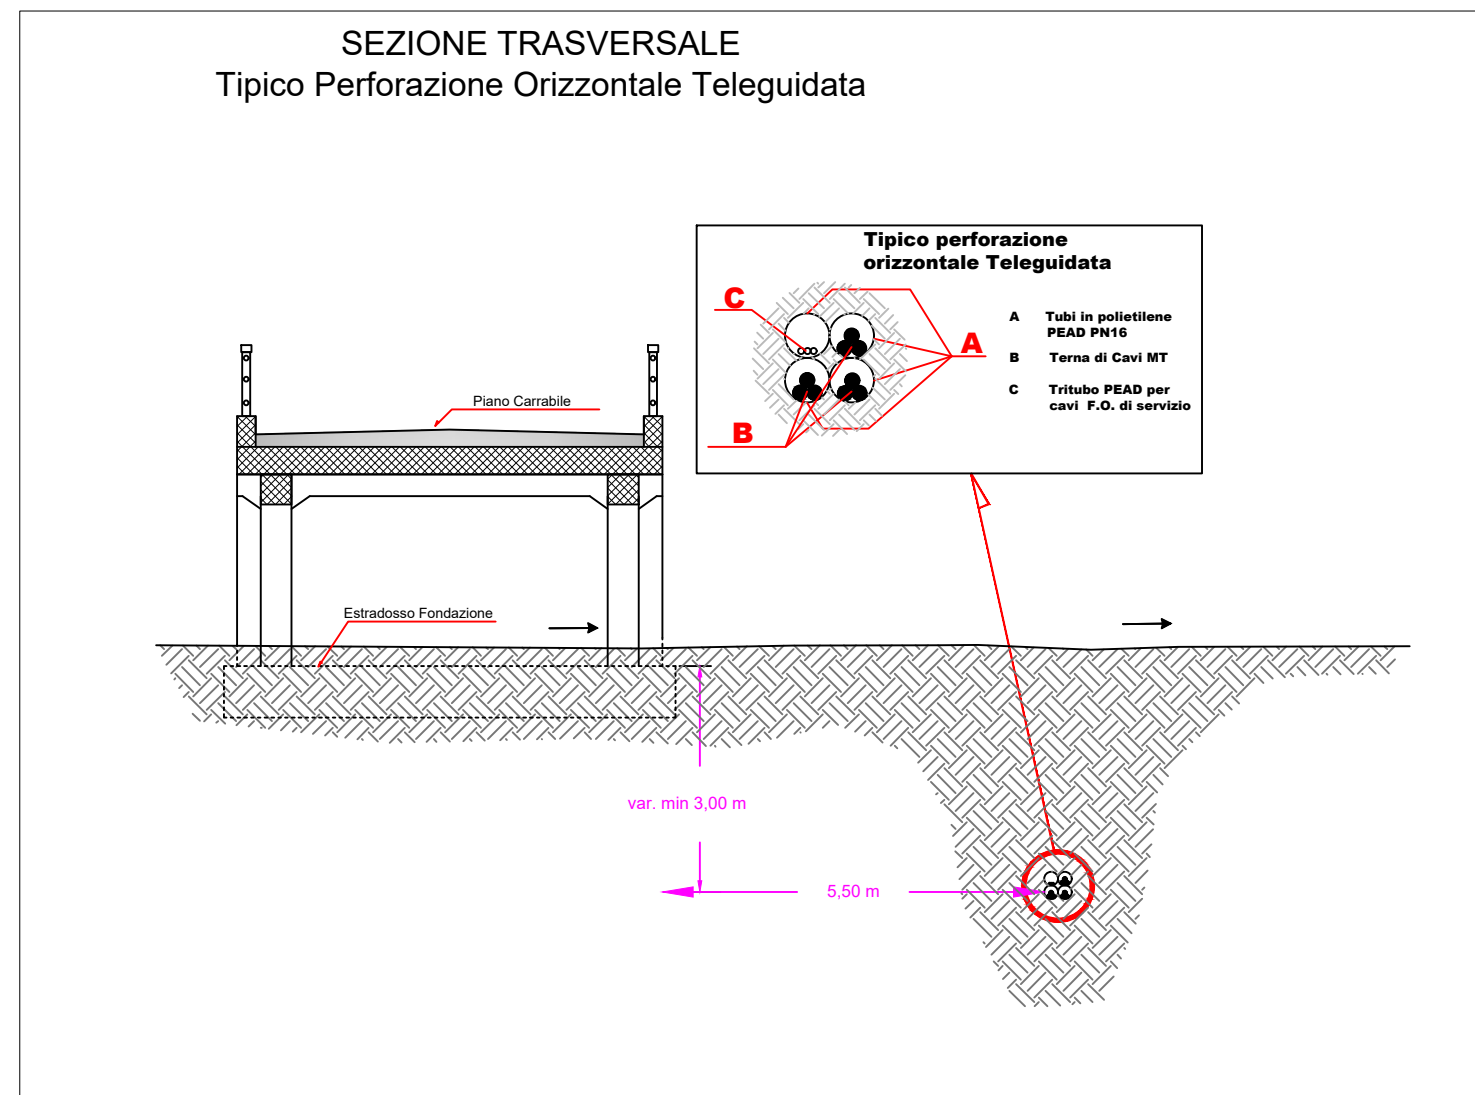 SEZIONE TRASVERSALE
Tipico Perforazione Orizzontale Teleguidata
Tipico perforazione
orizzontale Teleguidata
C
A
B
A Tubi in polietilene
PEAD PN16
B Terna di Cavi MT
C Tritubo PEAD per
cavi F.O. di servizio
Piano Carrabile
Estradosso Fondazione
var. min 3,00 m
5,50 m